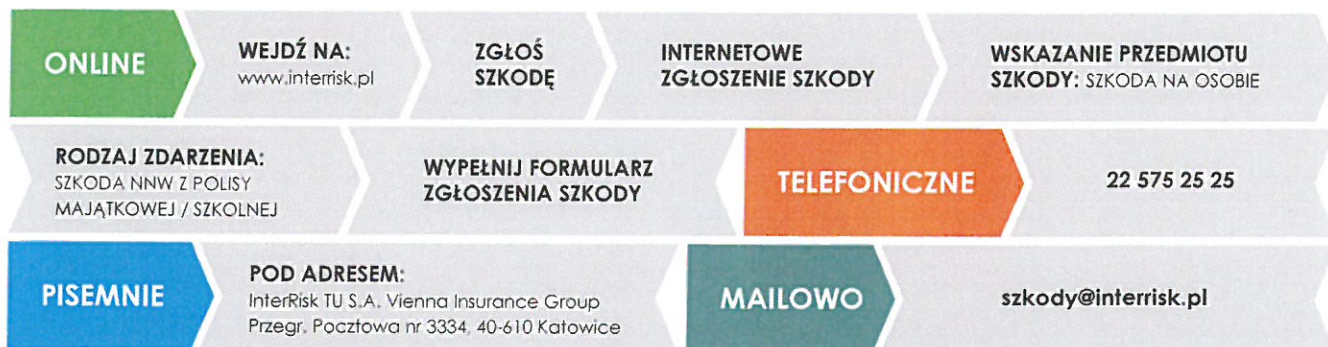 ONLINE
WEJDŹ NA:
www.interrisk.pl
ZGŁOŚ
SZKODĘ
INTERNETOWE
ZGŁOSZENIE SZKODY
WSKAZANIE PRZEDMIOTU
SZKODY: SZKODA NA OSOBIE
RODZAJ ZDARZENIA:
SZKODA NNW Z POLISY
MAJĄTKOWEJ / SZKOLNEJ
WYPEŁNIJ FORMULARZ
ZGŁOSZENIA SZKODY
TELEFONICZNE
22 575 25 25
PISEMNIE
POD ADRESEM:
InterRisk TU S.A. Vienna Insurance Group
Przegr. Pocztowa nr 3334, 40-610 Katowice
MAILOWO
szkody@interrisk.pl